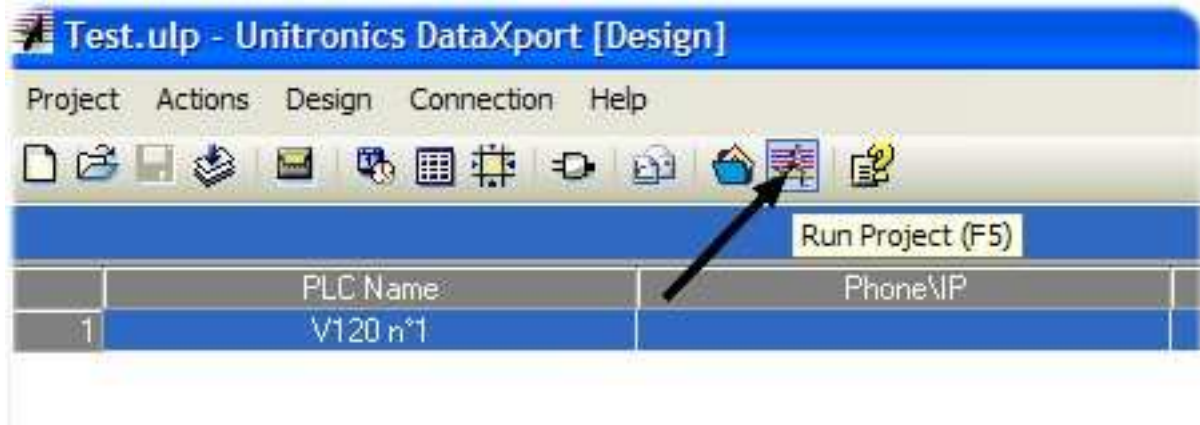 Test.ulp - Unitronics DataXport [Design]
Project Actions Design Connection Help
Run Project (F5)
PLC Name Phone\IP
1 V120 n°1